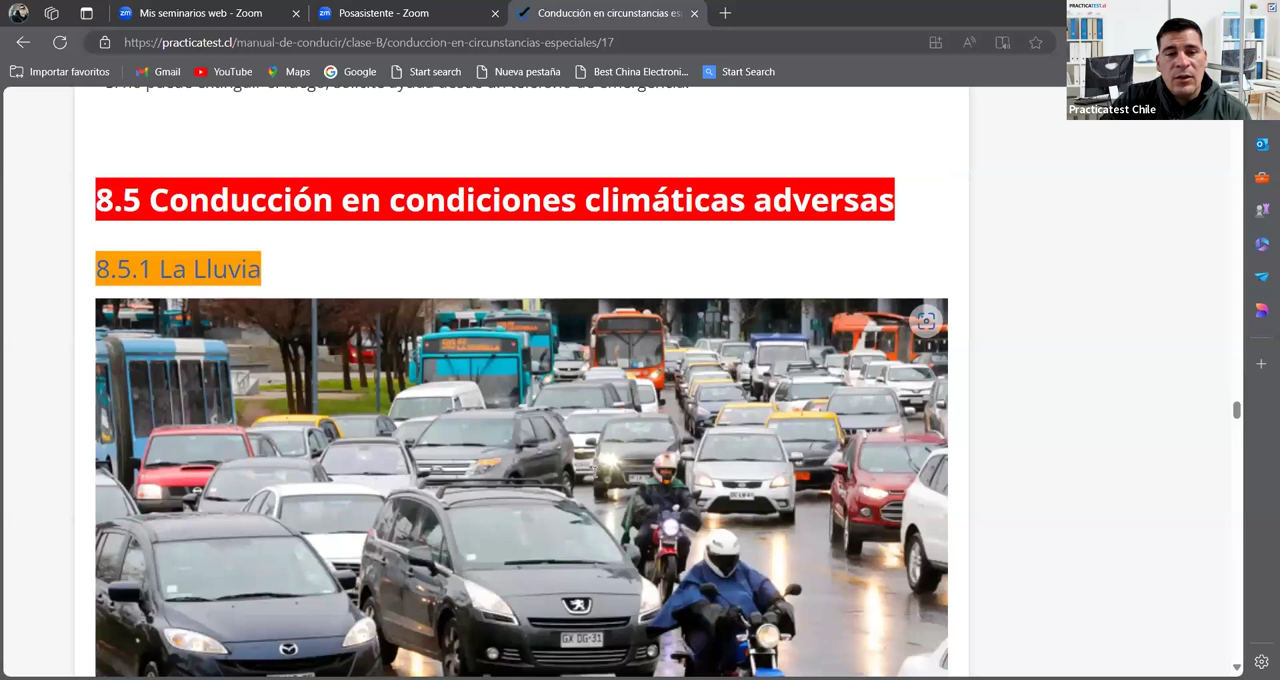 Mis seminarios web - Zoom
Posasistente - Zoom
Conducción en circunstancias es
https://practicatest.cl/manual-de-conducir/clase-B/conduccion-en-circunstancias-especiales/17
Importar favoritos
Gmail
YouTube
Maps
Google
Start search
Nueva pestaña
Best China Electroni...
Start Search
PRACTICATEST.cl
Practicatest Chile
8.5 Conducción en condiciones climáticas adversas
8.5.1 La Lluvia
GX DG-31